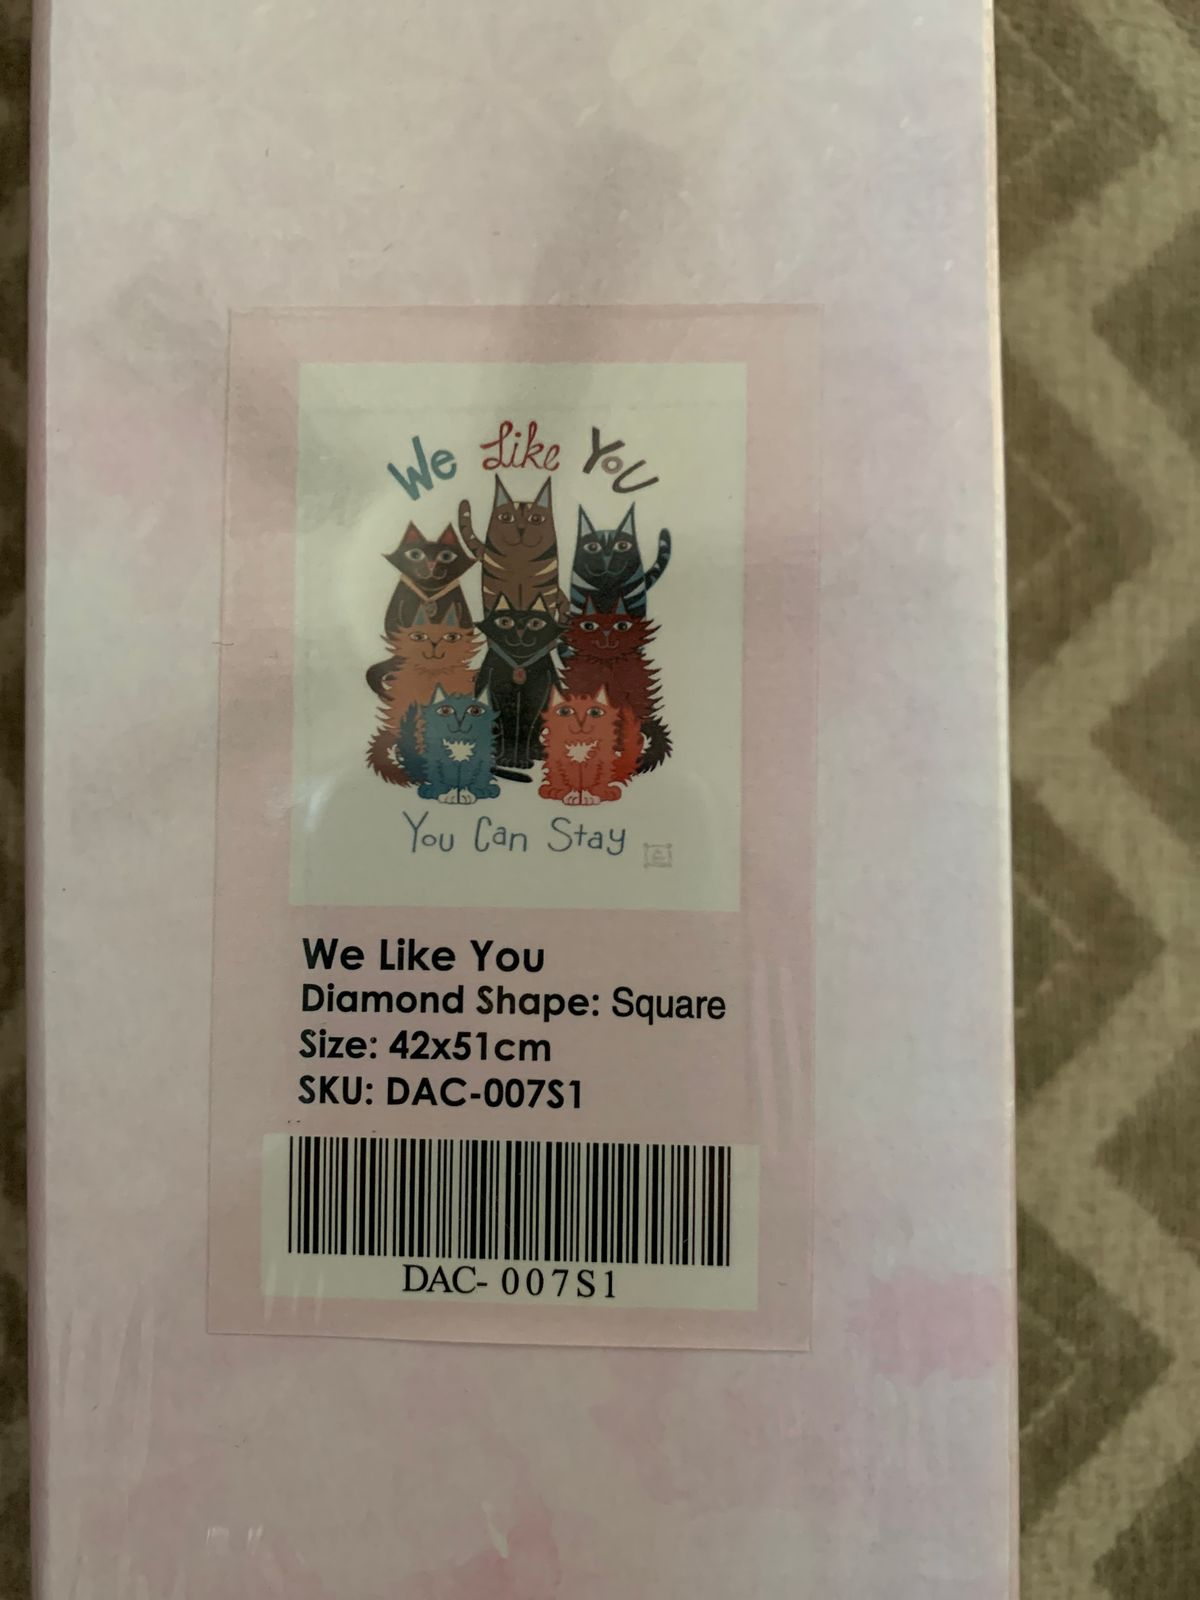 We Like You
You Can Stay
We Like You
Diamond Shape: Square
Size: 42x51cm
SKU: DAC-007S1
DAC- 007S1